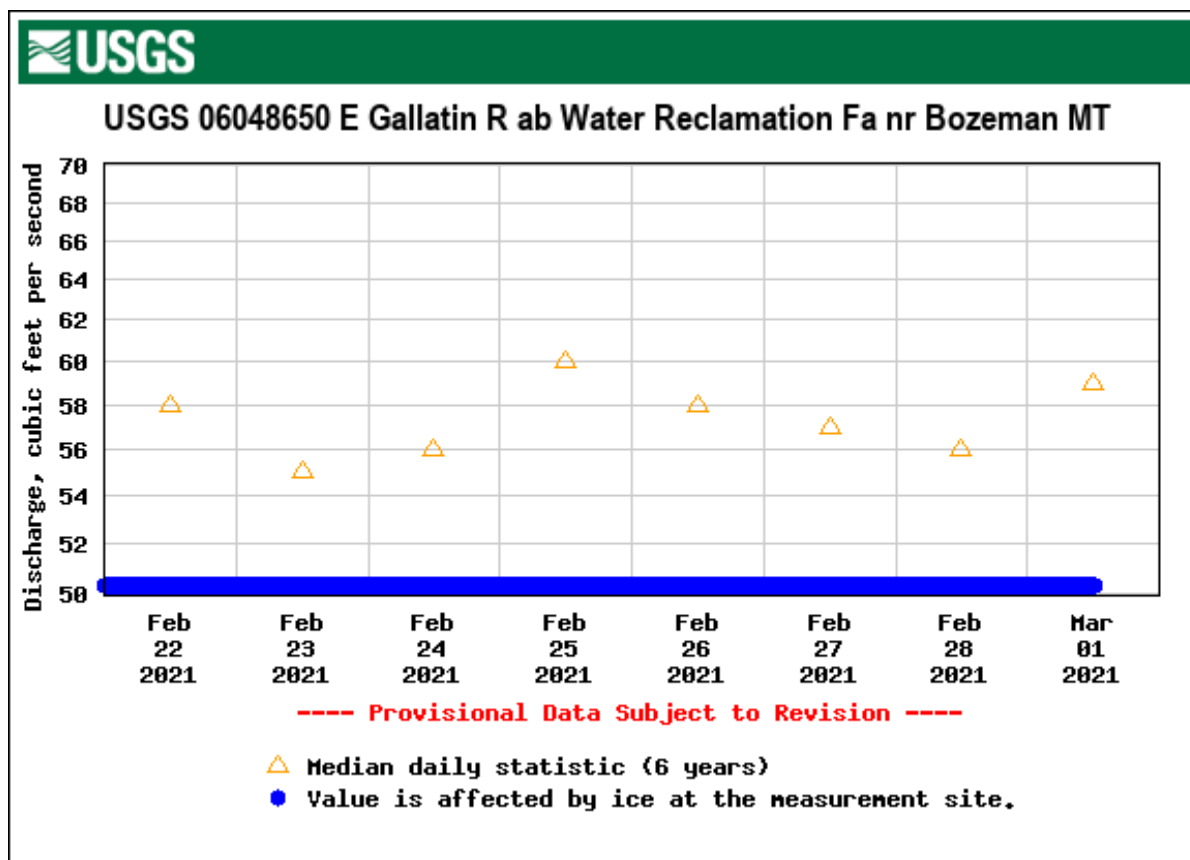 USGS
USGS 06048650 E Gallatin R ab Water Reclamation Fa nr Bozeman MT
Discharge, cubic feet per second
70
68
66
64
62
60
58
56
54
52
50
Feb Feb Feb Feb Feb Feb Feb Mar
22 23 24 25 26 27 28 01
2021 2021 2021 2021 2021 2021 2021 2021
---- Provisional Data Subject to Revision ----
Median daily statistic (6 years)
Value is affected by ice at the measurement site.